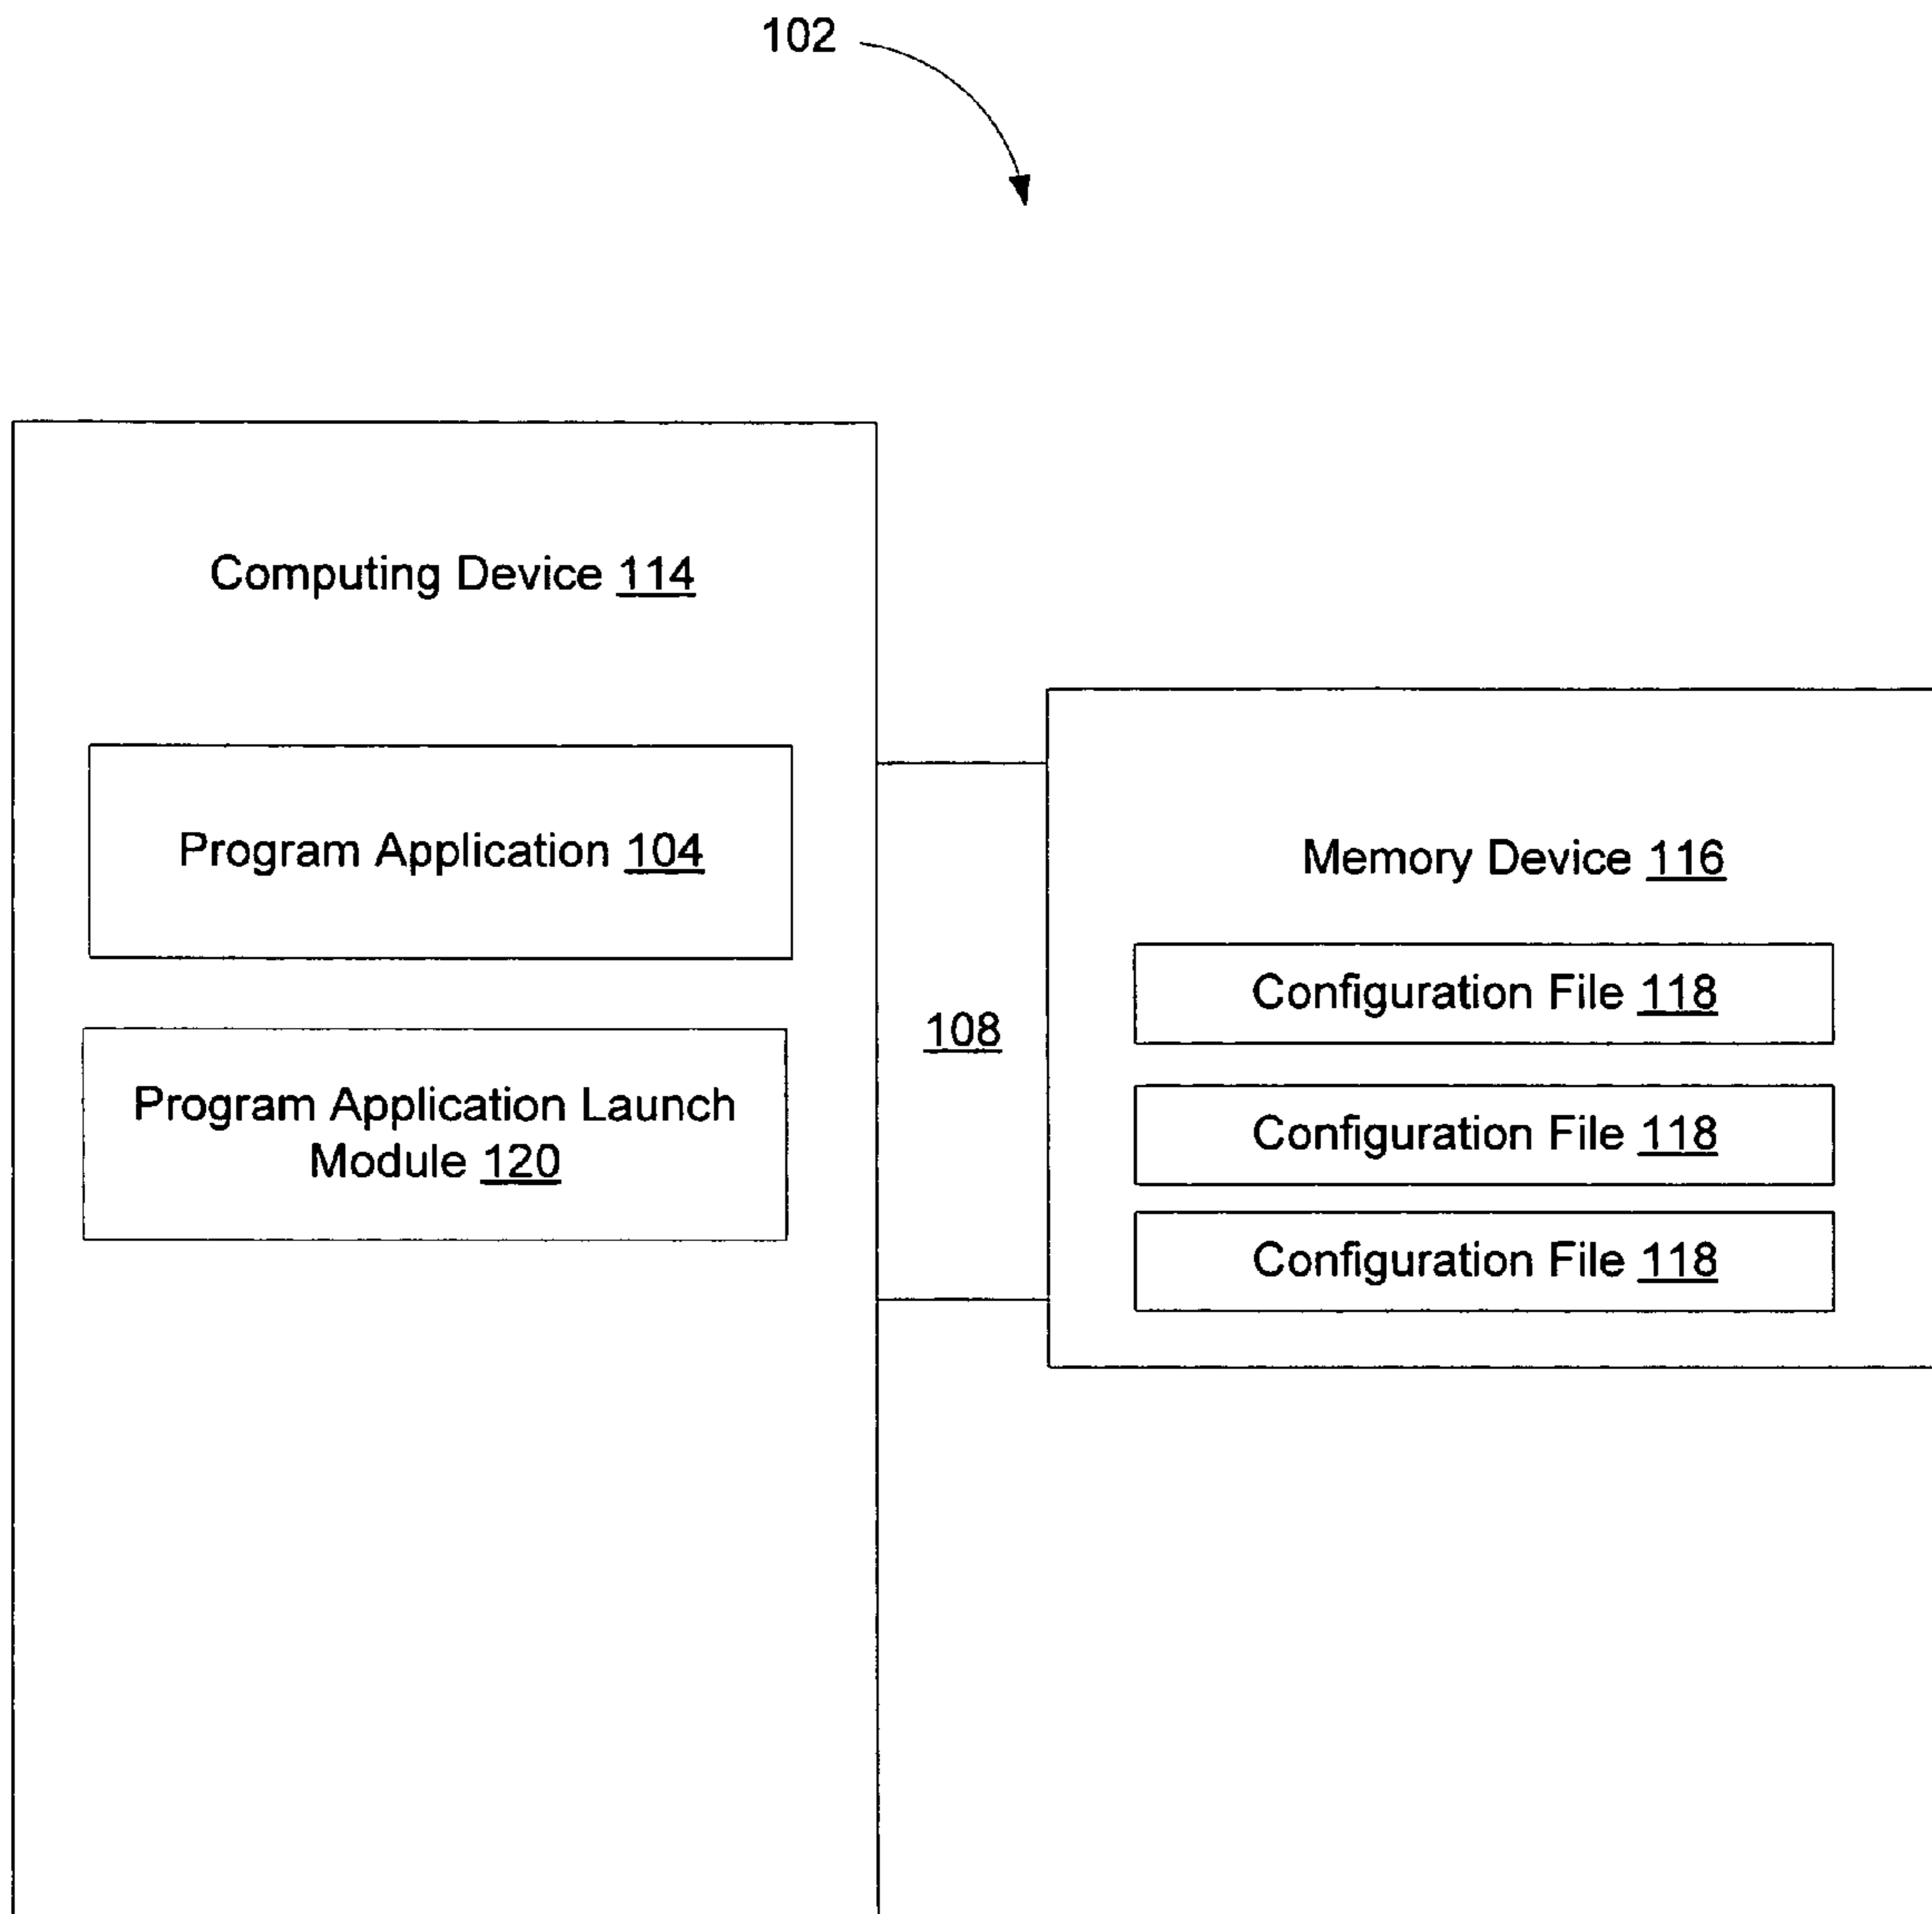 102
Computing Device 114
Program Application 104
Program Application Launch
Module 120
108
Memory Device 116
Configuration File 118
Configuration File 118
Configuration File 118